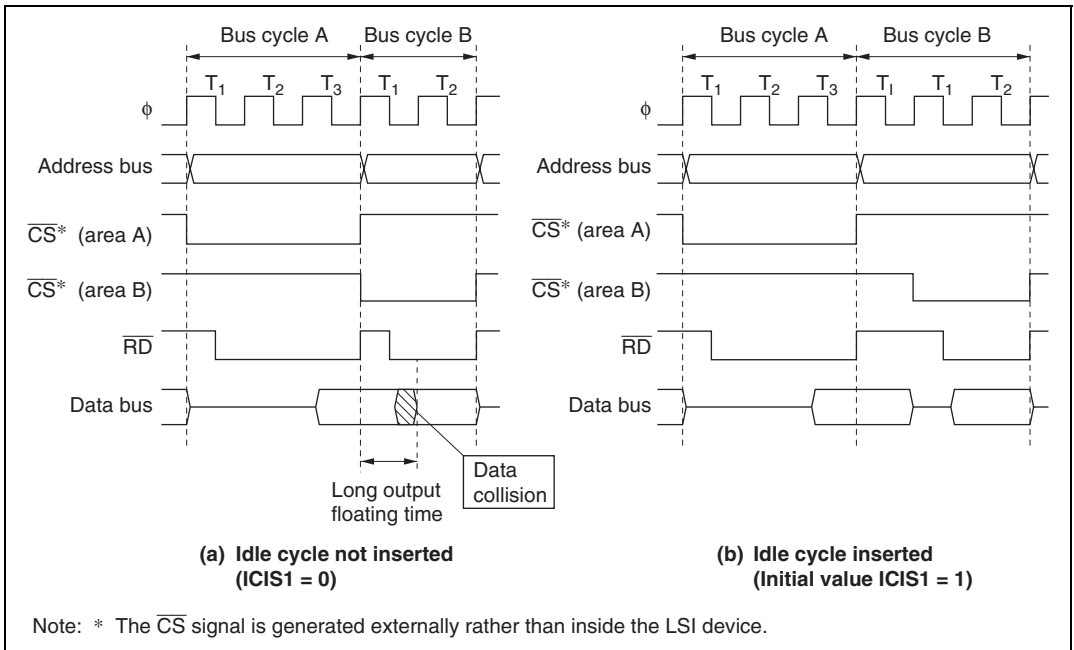 Bus cycle A Bus cycle B
T1 T2 T3 T1 T2
ϕ
Address bus
CS* (area A)
CS* (area B)
RD
Data bus
Long output
floating time
Data
collision
(a) Idle cycle not inserted
(ICIS1 = 0)
Bus cycle A Bus cycle B
T1 T2 T3 TI T1 T2
ϕ
Address bus
CS* (area A)
CS* (area B)
RD
Data bus
(b) Idle cycle inserted
(Initial value ICIS1 = 1)
Note: * The CS signal is generated externally rather than inside the LSI device.